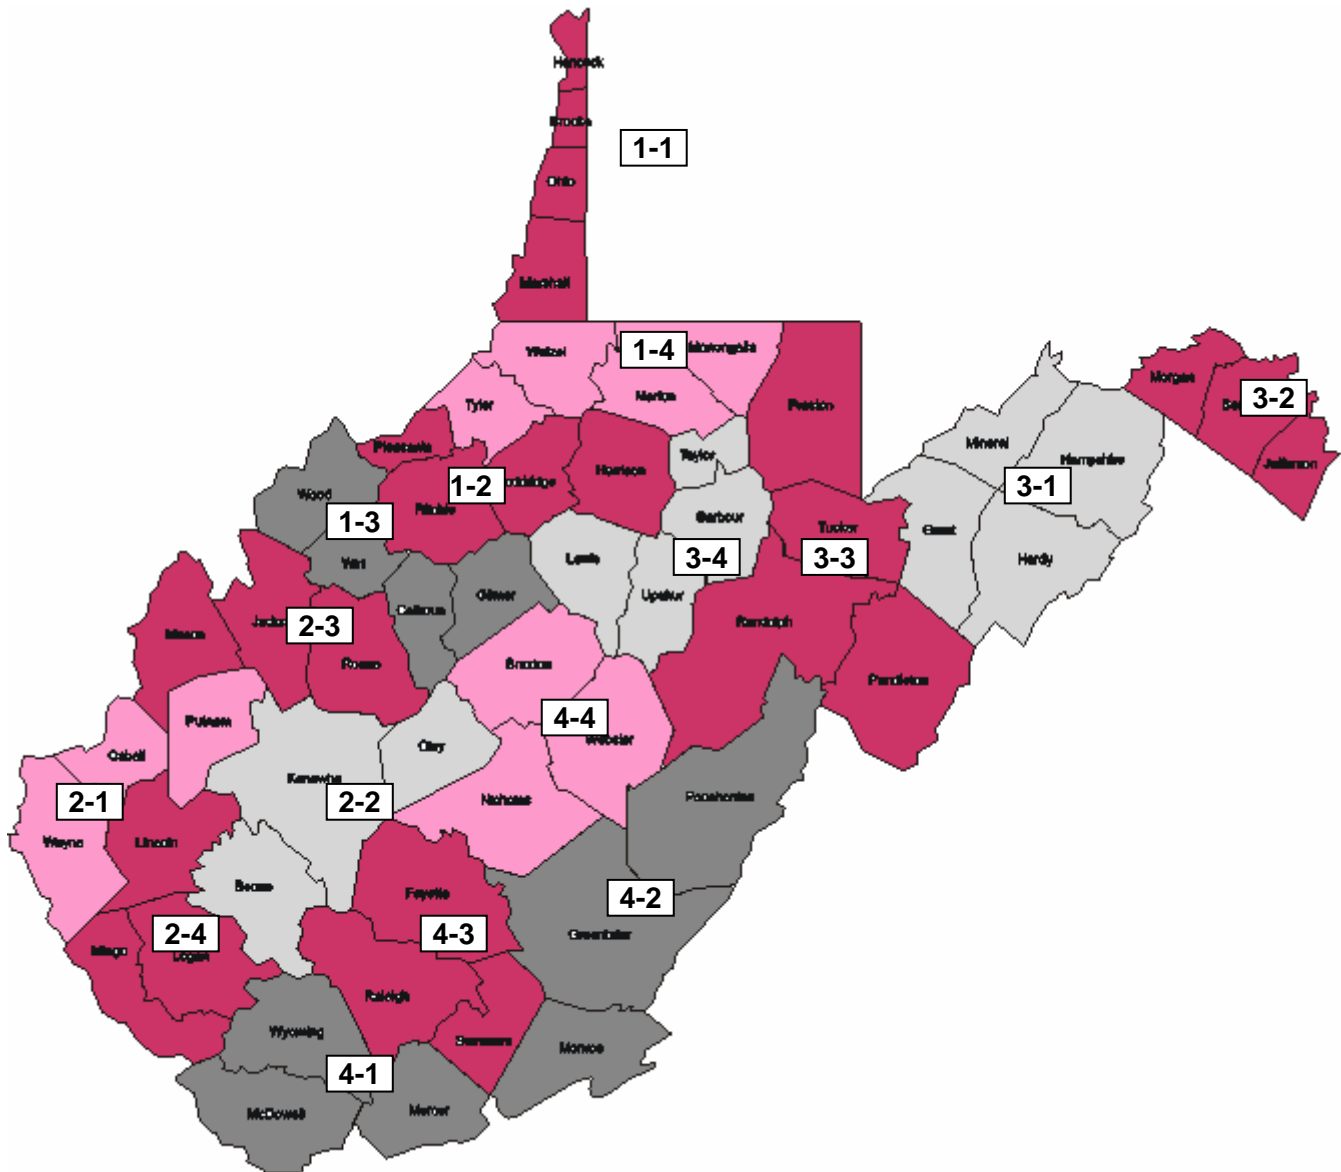 Hancock
Brooke
1-1
Ohio
Marshall
Wetzel
1-4
Monongalia
Marion
Tyler
Preston
Morgan
3-2
Jefferson
Mineral
Hampshire
3-1
Grant
Hardy
Pleasants
Taylor
Harrison
Doddridge
1-2
Ritchie
Wood
1-3
Wirt
Barbour
Tucker
3-4
3-3
Lewis
Upshur
Gilmer
Calhoun
Randolph
Mason
Jackson
2-3
Roane
Braxton
Pendleton
Putnam
4-4
Webster
Clay
Cabell
Kanawha
2-2
2-1
Nicholas
Pocahontas
Wayne
Lincoln
Boone
Fayette
4-2
2-4
4-3
Greenbrier
Mingo
Logan
Raleigh
Wyoming
Summers
Monroe
4-1
McDowell
Mercer